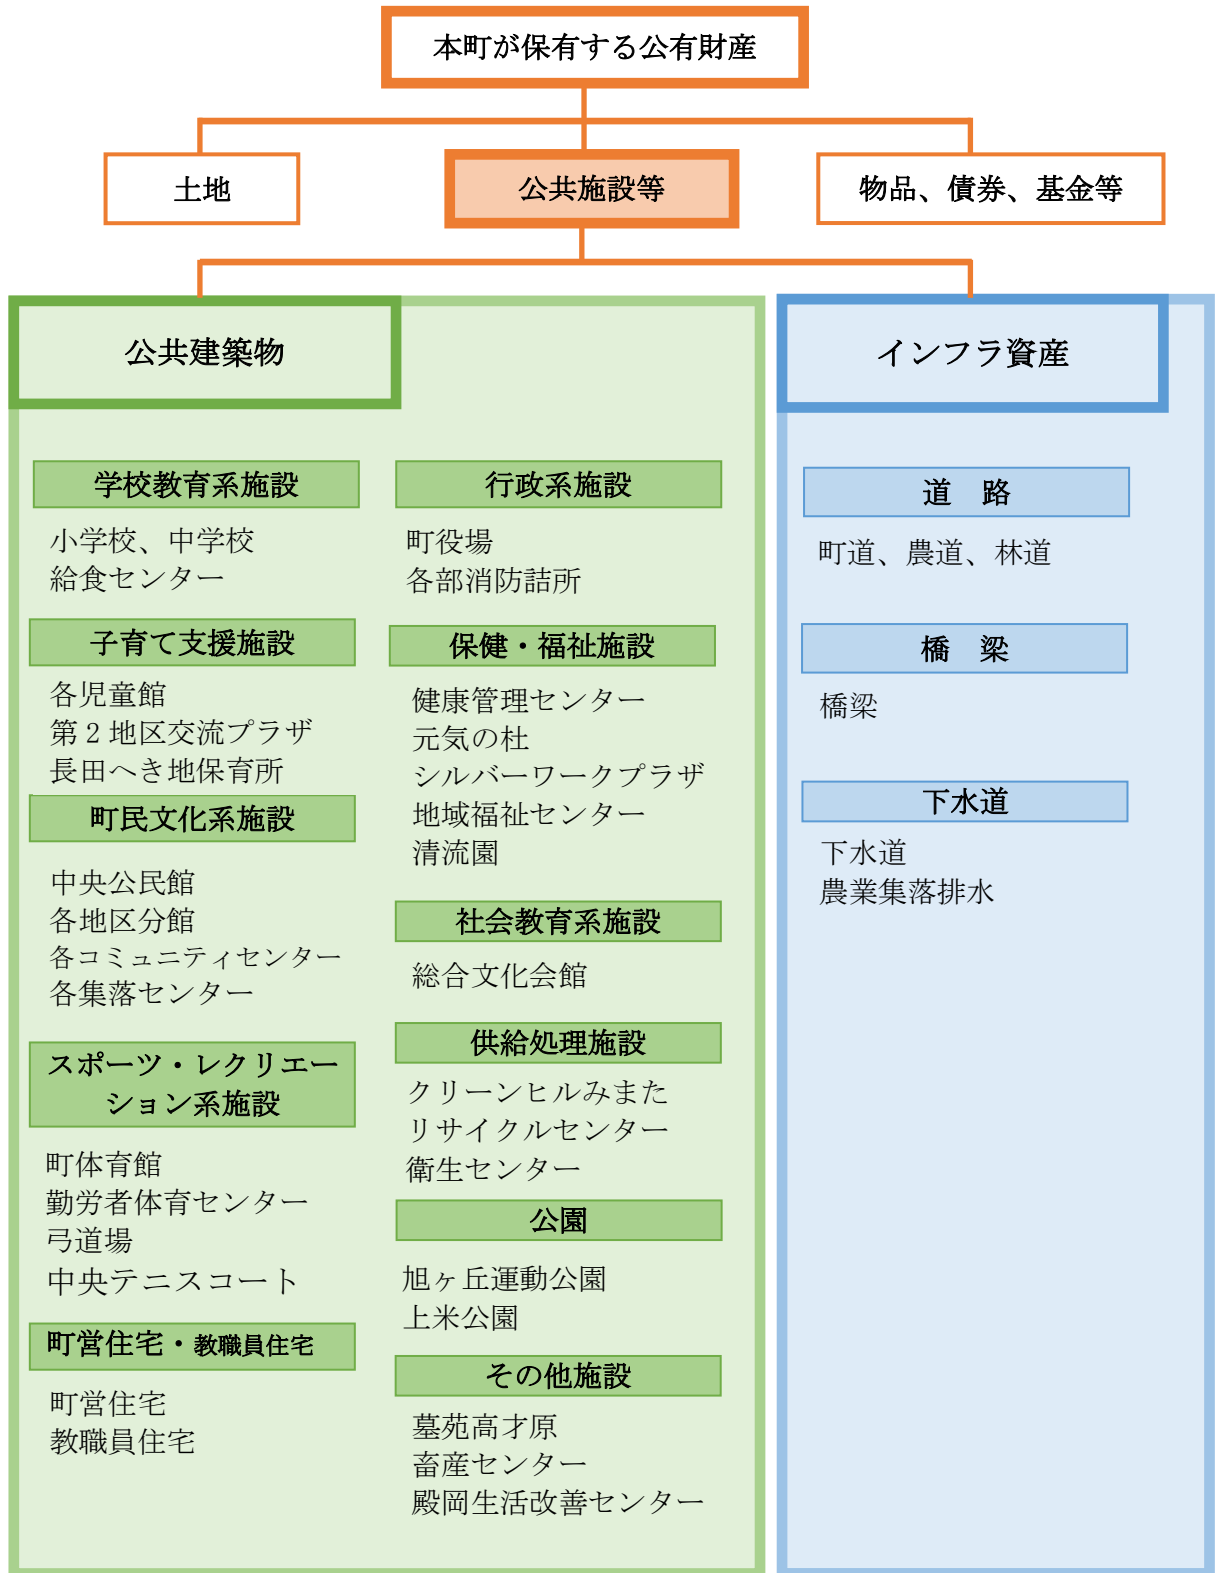 本町が保有する公有財産
土地
公共施設等
物品、債券、基金等
公共建築物
学校教育系施設
小学校、中学校
給食センター
子育て支援施設
各児童館
第２地区交流プラザ
長田へき地保育所
町民文化系施設
中央公民館
各地区分館
各コミュニティセンター
各集落センター
スポーツ・レクリエー
ション系施設
町体育館
勤労者体育センター
弓道場
中央テニスコート
町営住宅・教職員住宅
町営住宅
教職員住宅
行政系施設
町役場
各部消防詰所
保健・福祉施設
健康管理センター
元気の杜
シルバーワークプラザ
地域福祉センター
清流園
社会教育系施設
総合文化会館
供給処理施設
クリーンヒルみまた
リサイクルセンター
衛生センター
公園
旭ヶ丘運動公園
上米公園
その他施設
墓苑高才原
畜産センター
殿岡生活改善センター
インフラ資産
道　路
町道、農道、林道
橋　梁
橋梁
下水道
下水道
農業集落排水